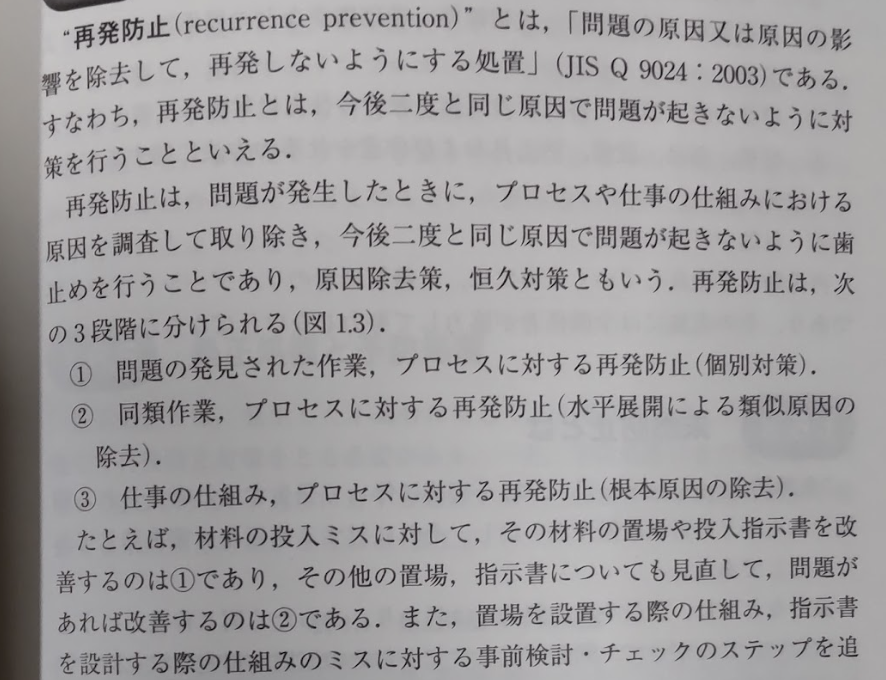 “再発防止(recurrence prevention)”とは,「問題の原因又は原因の影
響を除去して,再発しないようにする処置」(JIS Q 9024:2003)である.
すなわち,再発防止とは,今後二度と同じ原因で問題が起きないように対
策を行うことといえる.
再発防止は,問題が発生したときに,プロセスや仕事の仕組みにおける
原因を調査して取り除き,今後二度と同じ原因で問題が起きないように歯
止めを行うことであり,原因除去策,恒久対策ともいう.再発防止は,次
の3段階に分けられる(図1.3).
① 問題の発見された作業,プロセスに対する再発防止(個別対策).
② 同類作業,プロセスに対する再発防止(水平展開による類似原因の
除去).
③ 仕事の仕組み,プロセスに対する再発防止(根本原因の除去).
たとえば,材料の投入ミスに対して,その材料の置場や投入指示書を改
善するのは①であり,その他の置場,指示書についても見直して,問題が
あれば改善するのは②である.また,置場を設置する際の仕組み,指示書
を設計する際の仕組みのミスに対する事前検討・チェックのステップを追